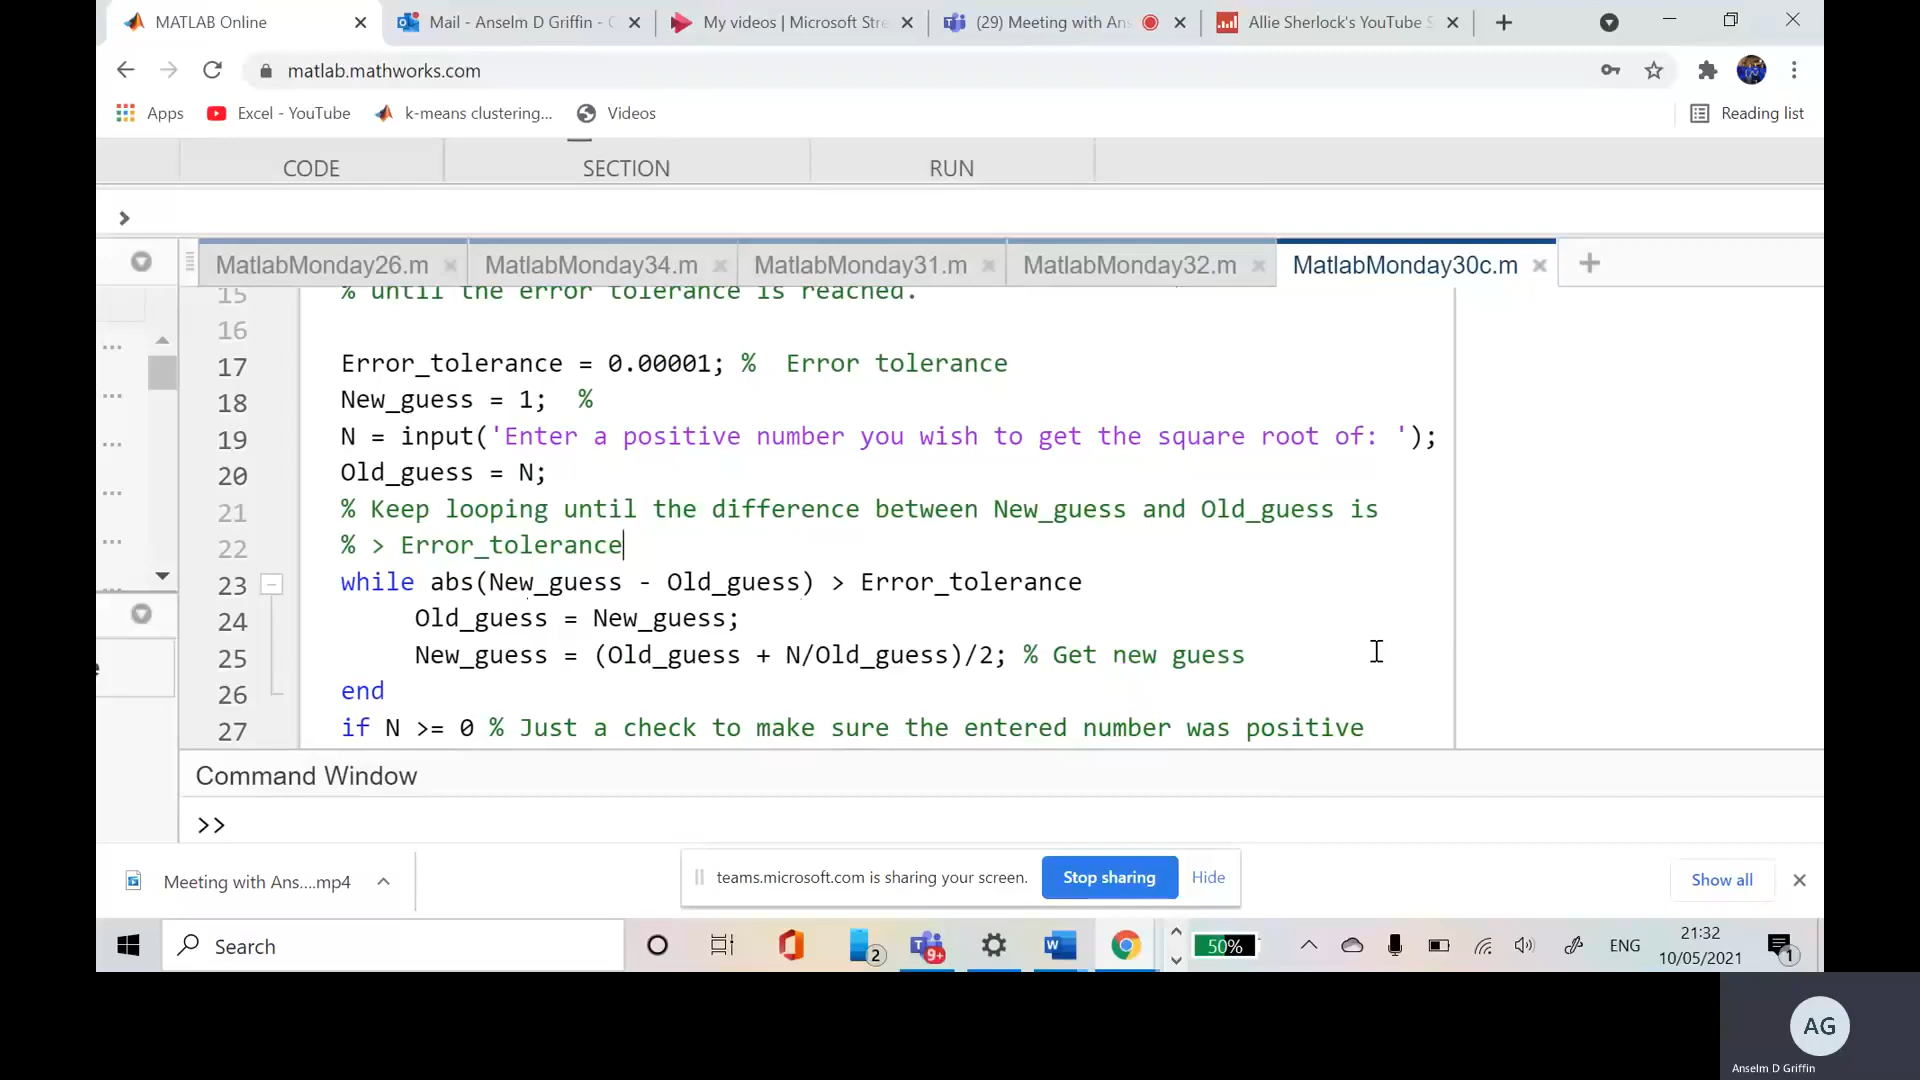 MATLAB Online
Mail - Anselm D Griffin -
My videos | Microsoft Stre
(29) Meeting with An
Allie Sherlock's YouTube S
matlab.mathworks.com
Apps
Excel - YouTube
k-means clustering...
Videos
Reading list
CODE
SECTION
RUN
MatlabMonday26.m
MatlabMonday34.m
MatlabMonday31.m
MatlabMonday32.m
MatlabMonday30c.m
15 % until the error tolerance is reached.
16
17 Error_tolerance = 0.00001; %  Error tolerance
18 New_guess = 1;  %
19 N = input('Enter a positive number you wish to get the square root of: ');
20 Old_guess = N;
21 % Keep looping until the difference between New_guess and Old_guess is
22 % > Error_tolerance
23 while abs(New_guess - Old_guess) > Error_tolerance
24 Old_guess = New_guess;
25 New_guess = (Old_guess + N/Old_guess)/2; % Get new guess
26 end
27 if N >= 0 % Just a check to make sure the entered number was positive
Command Window
>>
Meeting with Ans....mp4
teams.microsoft.com is sharing your screen.
Stop sharing
Hide
Show all
Search
2
9+
50%
ENG
21:32
10/05/2021
1
AG
Anselm D Griffin